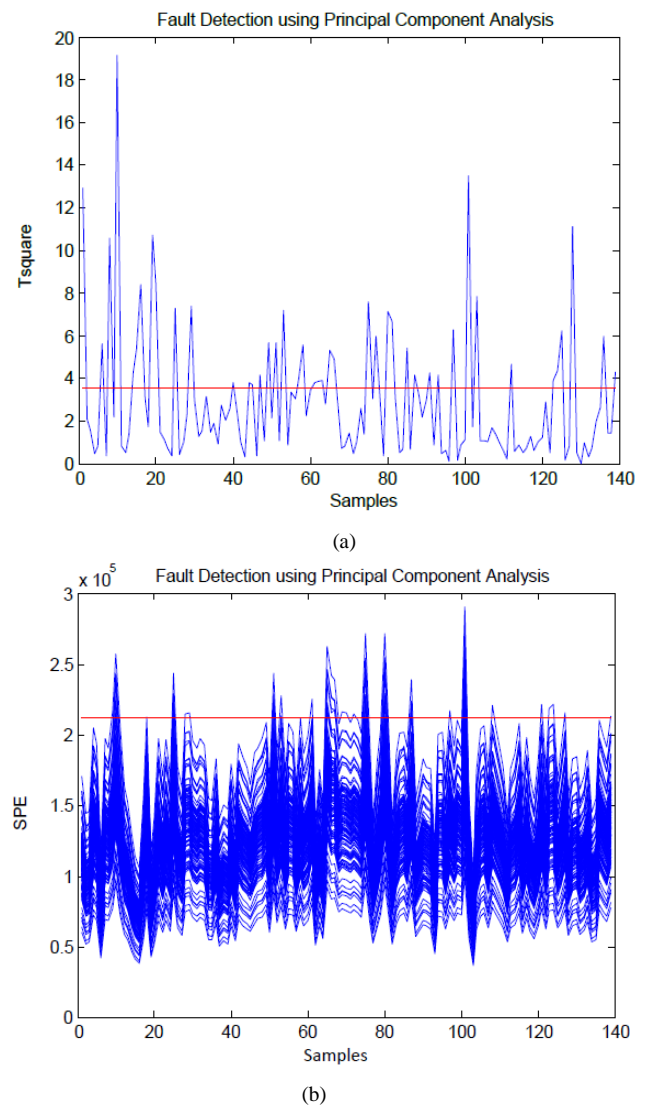 Fault Detection using Principal Component Analysis
20
18
16
14
12
10
8
6
4
2
0
Tsquare
0 20 40 60 80 100 120 140
Samples
(a)
x 10^5
Fault Detection using Principal Component Analysis
3
2.5
2
1.5
1
0.5
0
SPE
0 20 40 60 80 100 120 140
Samples
(b)